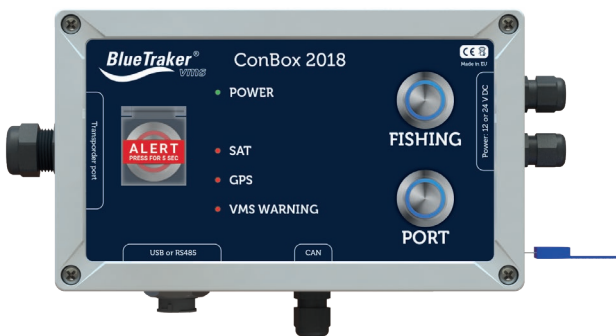 BlueTraker®
vms
ConBox 2018
CE
Made in EU
POWER
Transporder port
Power: 12 or 24 V DC
ALERT
PRESS FOR 5 SEC
FISHING
SAT
GPS
VMS WARNING
PORT
USB or RS485
CAN